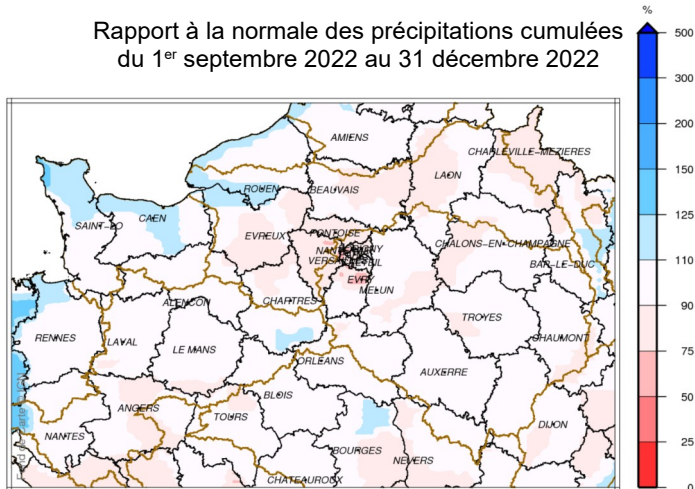 Rapport à la normale des précipitations cumulées
du 1er septembre 2022 au 31 décembre 2022
%
500
300
200
150
125
110
90
75
50
25
0
AMIENS
CHARLEVILLE-MEZIERES
LAON
ROUEN
BEAUVAIS
SAINT-LO
CAEN
EVREUX
PONTOISE
CHALONS-EN-CHAMPAGNE
BAR-LE-DUC
EVRY
MELUN
ALENCON
CHARTRES
TROYES
RENNES
LAVAL
LE MANS
CHAUMONT
ORLEANS
AUXERRE
BLOIS
ANGERS
TOURS
DIJON
NANTES
BOURGES
NEVERS
CHATEAUROUX